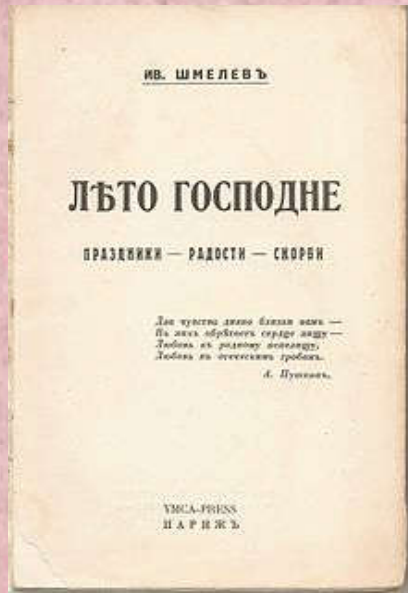 ИВ. ШМЕЛЕВЪ
ЛѢТО ГОСПОДНЕ
ПРАЗДНИКИ — РАДОСТИ — СКОРБИ
Два чувства дивно близки намъ —
Въ нихъ обрѣтаетъ сердце пищу —
Любовь къ родному пепелищу,
Любовь къ отеческимъ гробамъ.
А. Пушкинъ.
YMCA-PRESS
ПАРИЖЪ